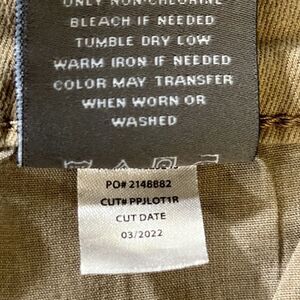 ONLY NON-CHLORINE
BLEACH IF NEEDED
TUMBLE DRY LOW
WARM IRON IF NEEDED
COLOR MAY TRANSFER
WHEN WORN OR
WASHED
PO# 2148882
CUT# PPJLOT1R
CUT DATE
03/2022